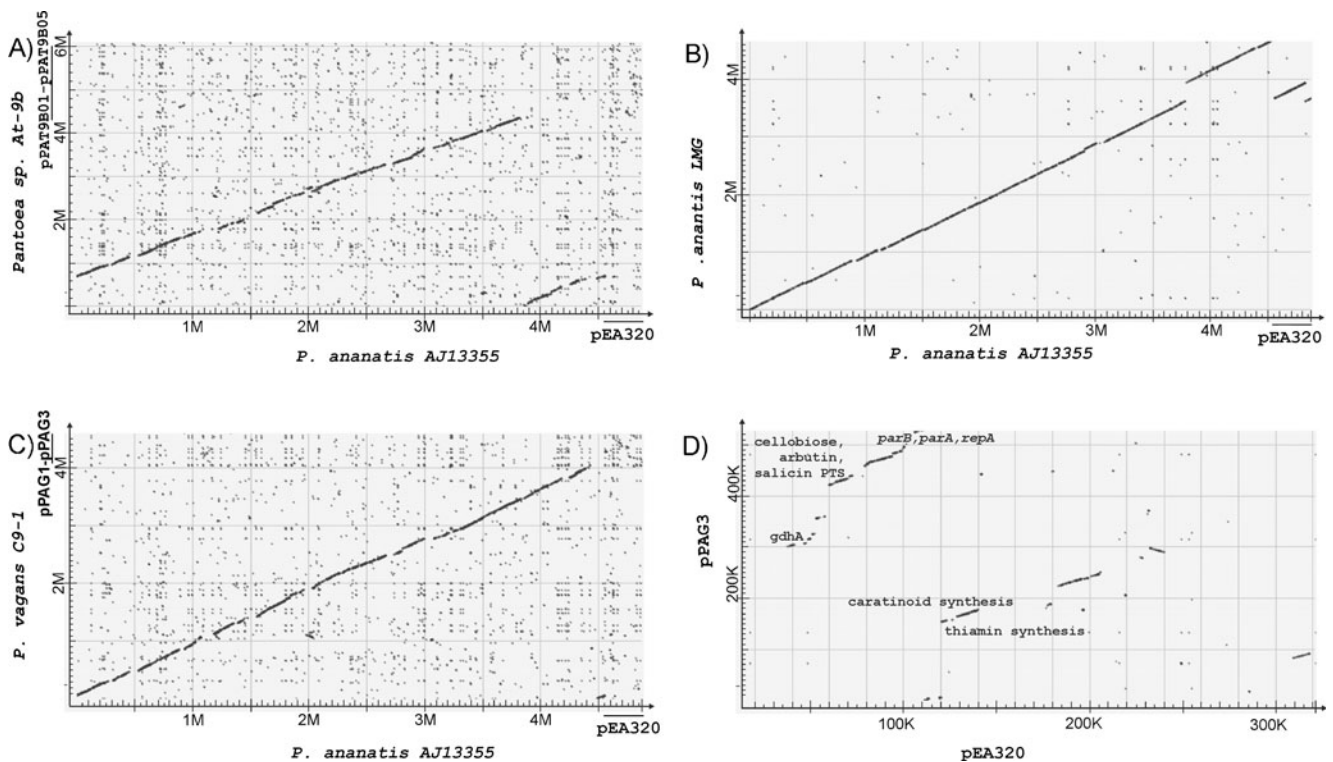 A)
Pantoea sp. At-9b
pPAT9B01-pPAT9B05
6M
4M
2M
1M 2M 3M 4M
pEA320
P. ananatis AJ13355
B)
P .anantis LMG
4M
2M
1M 2M 3M 4M
pEA320
P. ananatis AJ13355
C)
P. vagans C9-1
pPAG1-pPAG3
4M
2M
1M 2M 3M 4M
pEA320
P. ananatis AJ13355
D)
pPAG3
400K
200K
cellobiose,
arbutin,
salicin PTS
parB,parA,repA
gdhA
caratinoid synthesis
thiamin synthesis
100K 200K 300K
pEA320